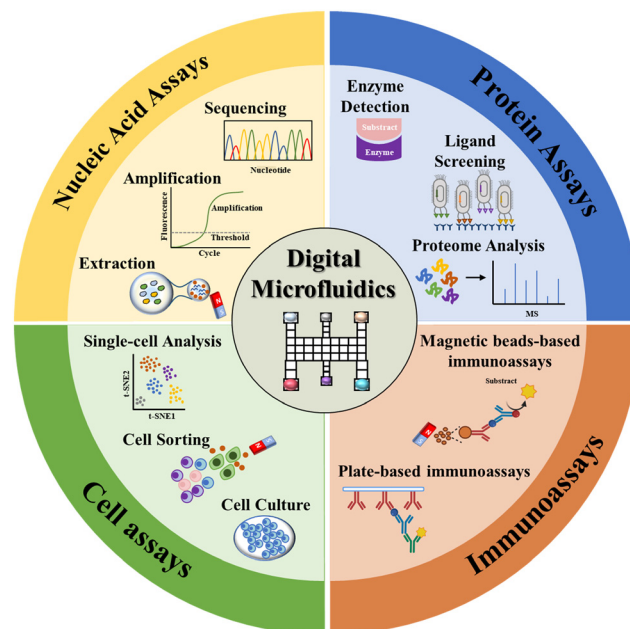 Nucleic Acid Assays
Sequencing
Nucleotide
Amplification
Fluorescence
Amplification
Threshold
Cycle
Extraction
N
Protein Assays
Enzyme
Detection
Substract
Enzyme
Ligand
Screening
Proteome Analysis
MS
Digital
Microfluidics
Cell assays
Single-cell Analysis
t-SNE2
t-SNE1
Cell Sorting
N
Cell Culture
Immunoassays
Magnetic beads-based
immunoassays
Substract
N
Plate-based immunoassays